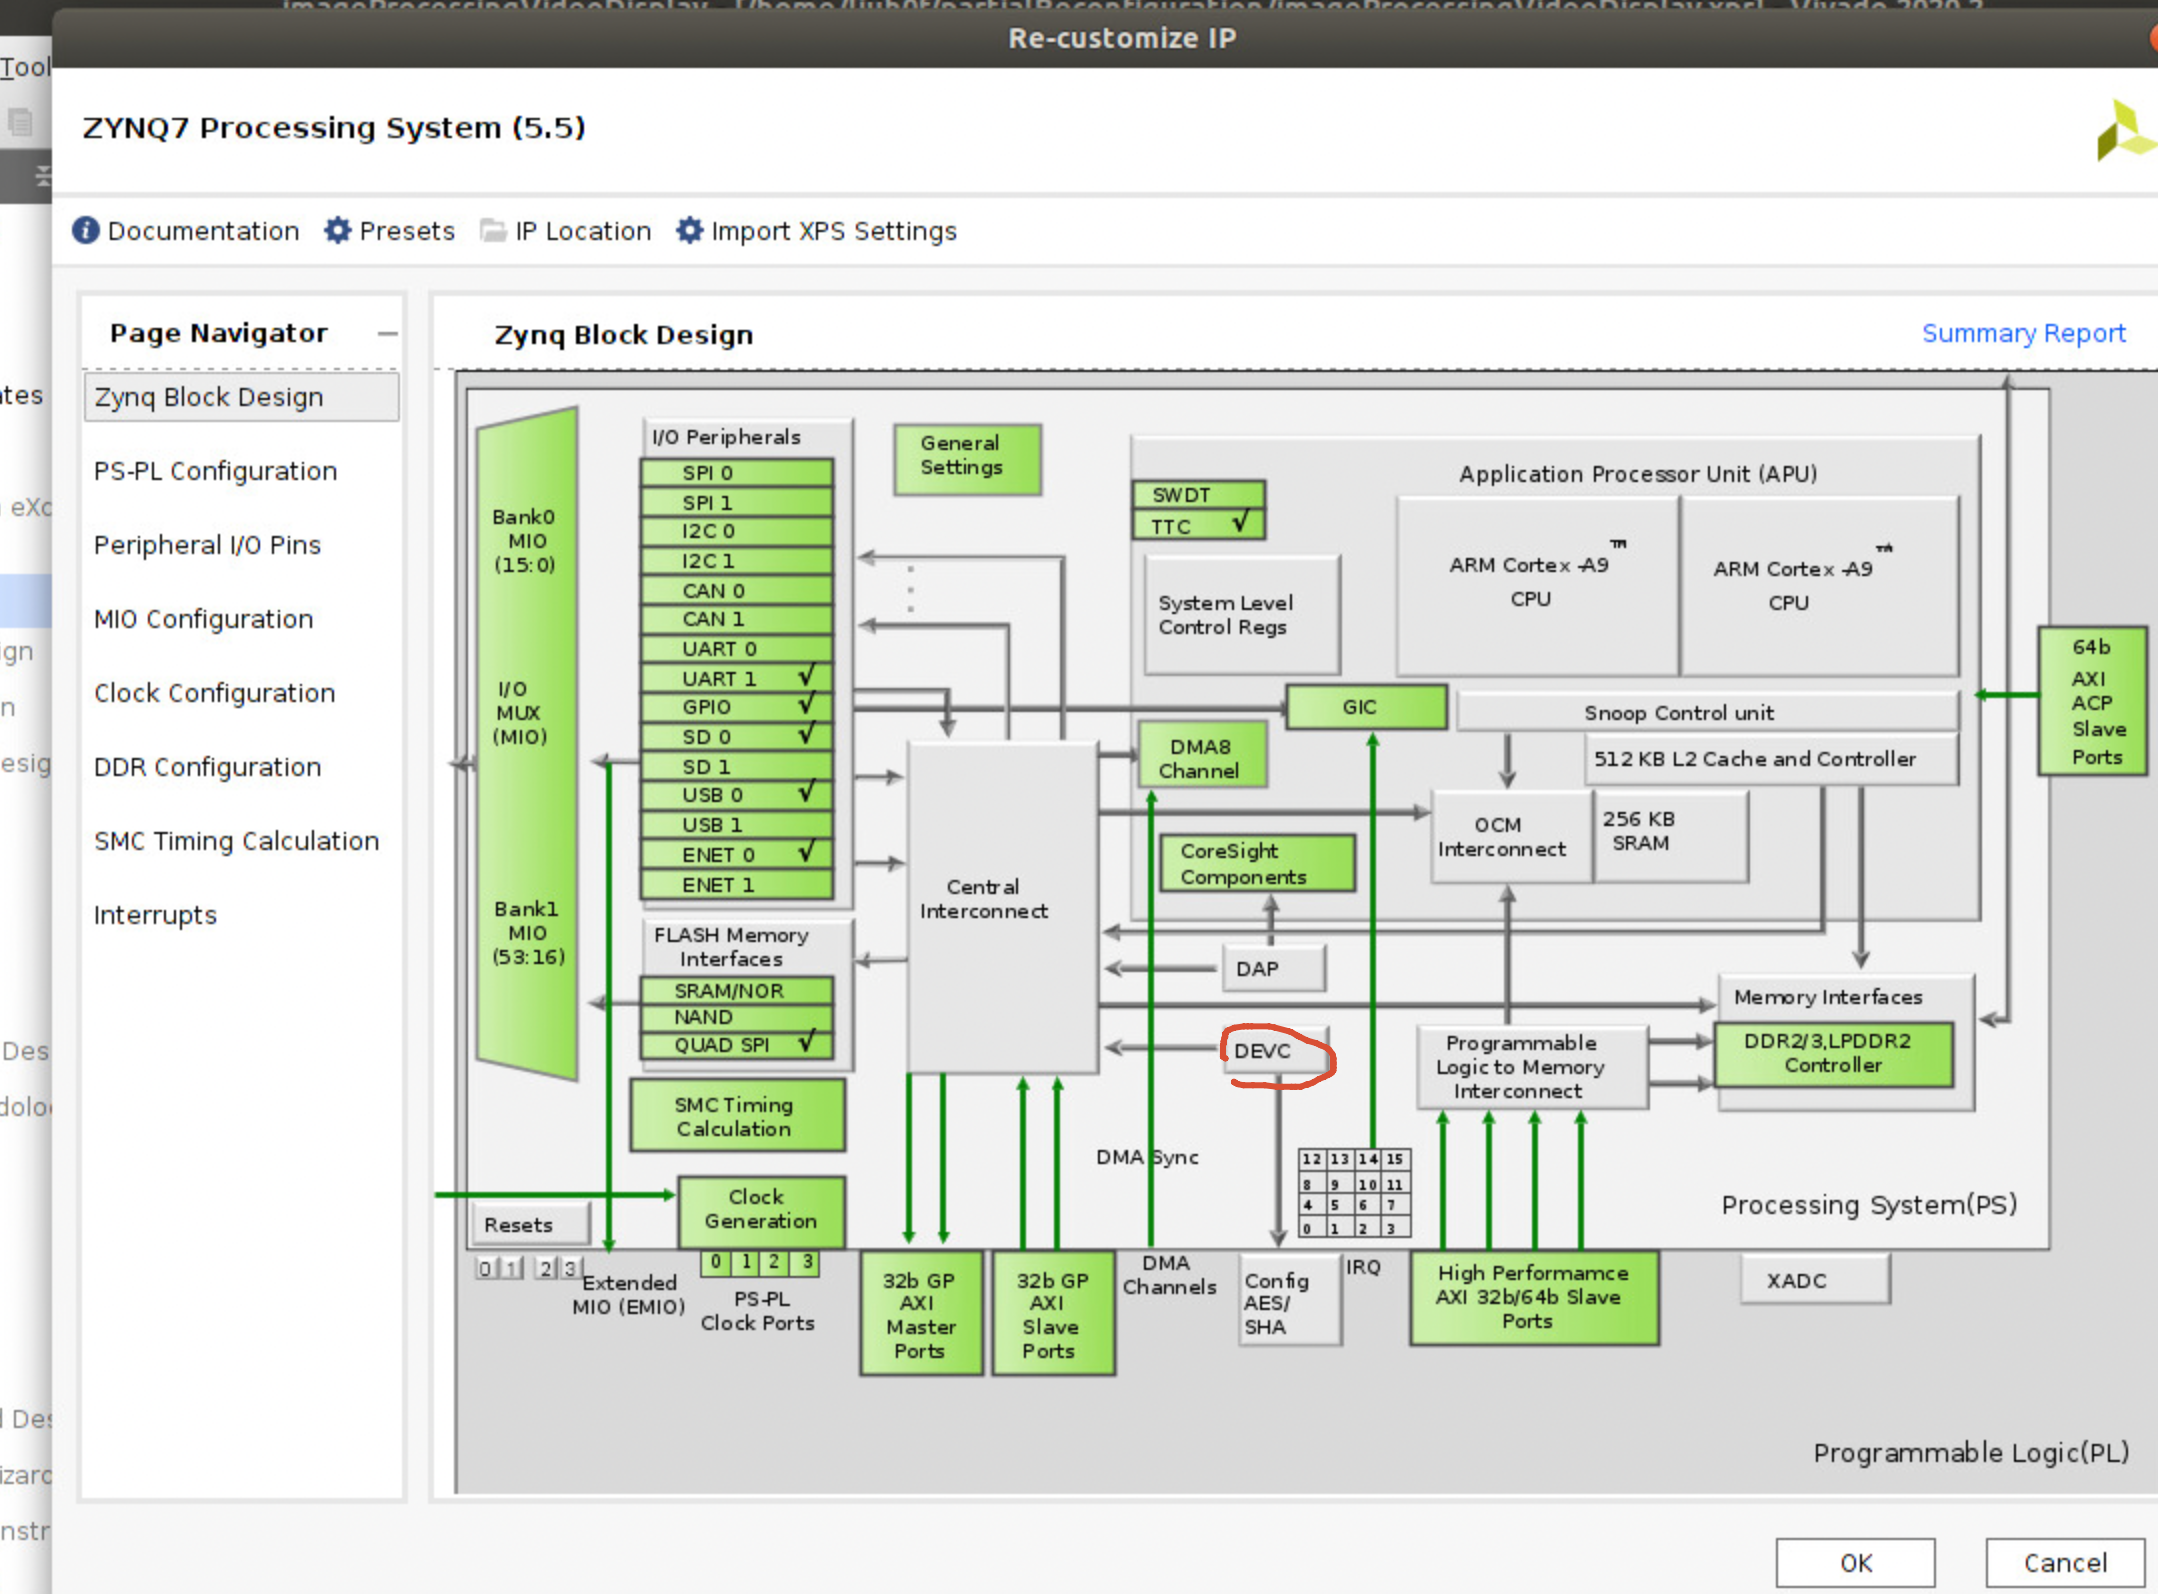 Re-customize IP
Tool
ZYNQ7 Processing System (5.5)
Documentation
Presets
IP Location
Import XPS Settings
Page Navigator
Zynq Block Design
PS-PL Configuration
Peripheral I/O Pins
MIO Configuration
Clock Configuration
DDR Configuration
SMC Timing Calculation
Interrupts
Zynq Block Design
Summary Report
Bank0
MIO
(15:0)
I/O
MUX
(MIO)
Bank1
MIO
(53:16)
I/O Peripherals
SPI 0
SPI 1
I2C 0
I2C 1
CAN 0
CAN 1
UART 0
UART 1 √
GPIO √
SD 0 √
SD 1
USB 0 √
USB 1
ENET 0 √
ENET 1
FLASH Memory
Interfaces
SRAM/NOR
NAND
QUAD SPI √
SMC Timing
Calculation
Clock
Generation
Resets
0 1 2 3
Extended
MIO (EMIO)
0 1 2 3
PS-PL
Clock Ports
General
Settings
Central
Interconnect
32b GP
AXI
Master
Ports
32b GP
AXI
Slave
Ports
Application Processor Unit (APU)
SWDT
TTC √
System Level
Control Regs
ARM Cortex -A9™
CPU
ARM Cortex -A9™
CPU
GIC
Snoop Control unit
512 KB L2 Cache and Controller
DMA8
Channel
OCM
Interconnect
256 KB
SRAM
CoreSight
Components
DAP
DEVC
DMA Sync
DMA
Channels
Config
AES/
SHA
12 13 14 15
8 9 10 11
4 5 6 7
0 1 2 3
IRQ
Programmable
Logic to Memory
Interconnect
Memory Interfaces
DDR2/3,LPDDR2
Controller
High Performamce
AXI 32b/64b Slave
Ports
XADC
64b
AXI
ACP
Slave
Ports
Processing System(PS)
Programmable Logic(PL)
OK
Cancel